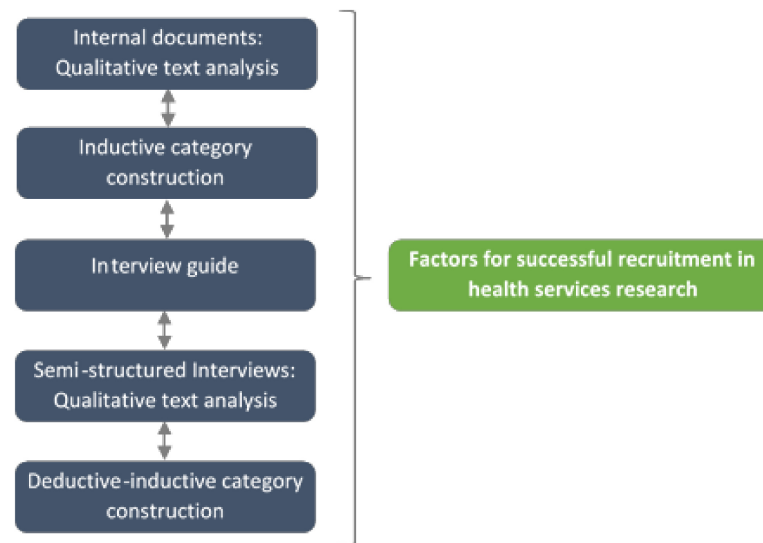 Internal documents:
Qualitative text analysis
Inductive category
construction
Interview guide
Semi-structured Interviews:
Qualitative text analysis
Deductive-inductive category
construction
Factors for successful recruitment in
health services research